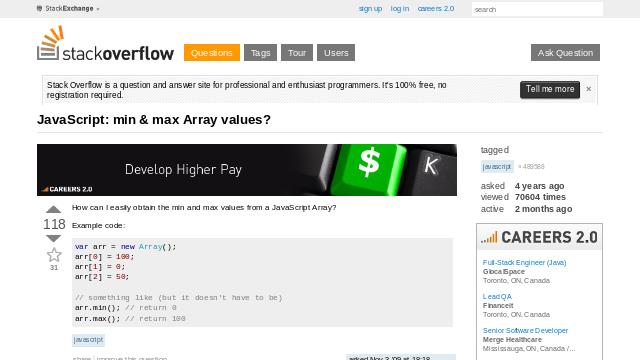 StackExchange
sign up log in careers 2.0 search
stackoverflow
Questions Tags Tour Users Ask Question
Stack Overflow is a question and answer site for professional and enthusiast programmers. It's 100% free, no
registration required.
Tell me more ×
JavaScript: min & max Array values?
Develop Higher Pay
$ K
CAREERS 2.0
118
31
How can I easily obtain the min and max values from a JavaScript Array?
Example code:
var arr = new Array();
arr[0] = 100;
arr[1] = 0;
arr[2] = 50;
// something like (but it doesn't have to be)
arr.min(); // return 0
arr.max(); // return 100
javascript
share | improve this question
asked Nov 3 '09 at 18:18
tagged
javascript × 489588
asked 4 years ago
viewed 70604 times
active 2 months ago
CAREERS 2.0
Full-Stack Engineer (Java)
GlocalSpace
Toronto, ON, Canada
Lead QA
Financeit
Toronto, ON, Canada
Senior Software Developer
Merge Healthcare
Mississauga, ON, Canada /…